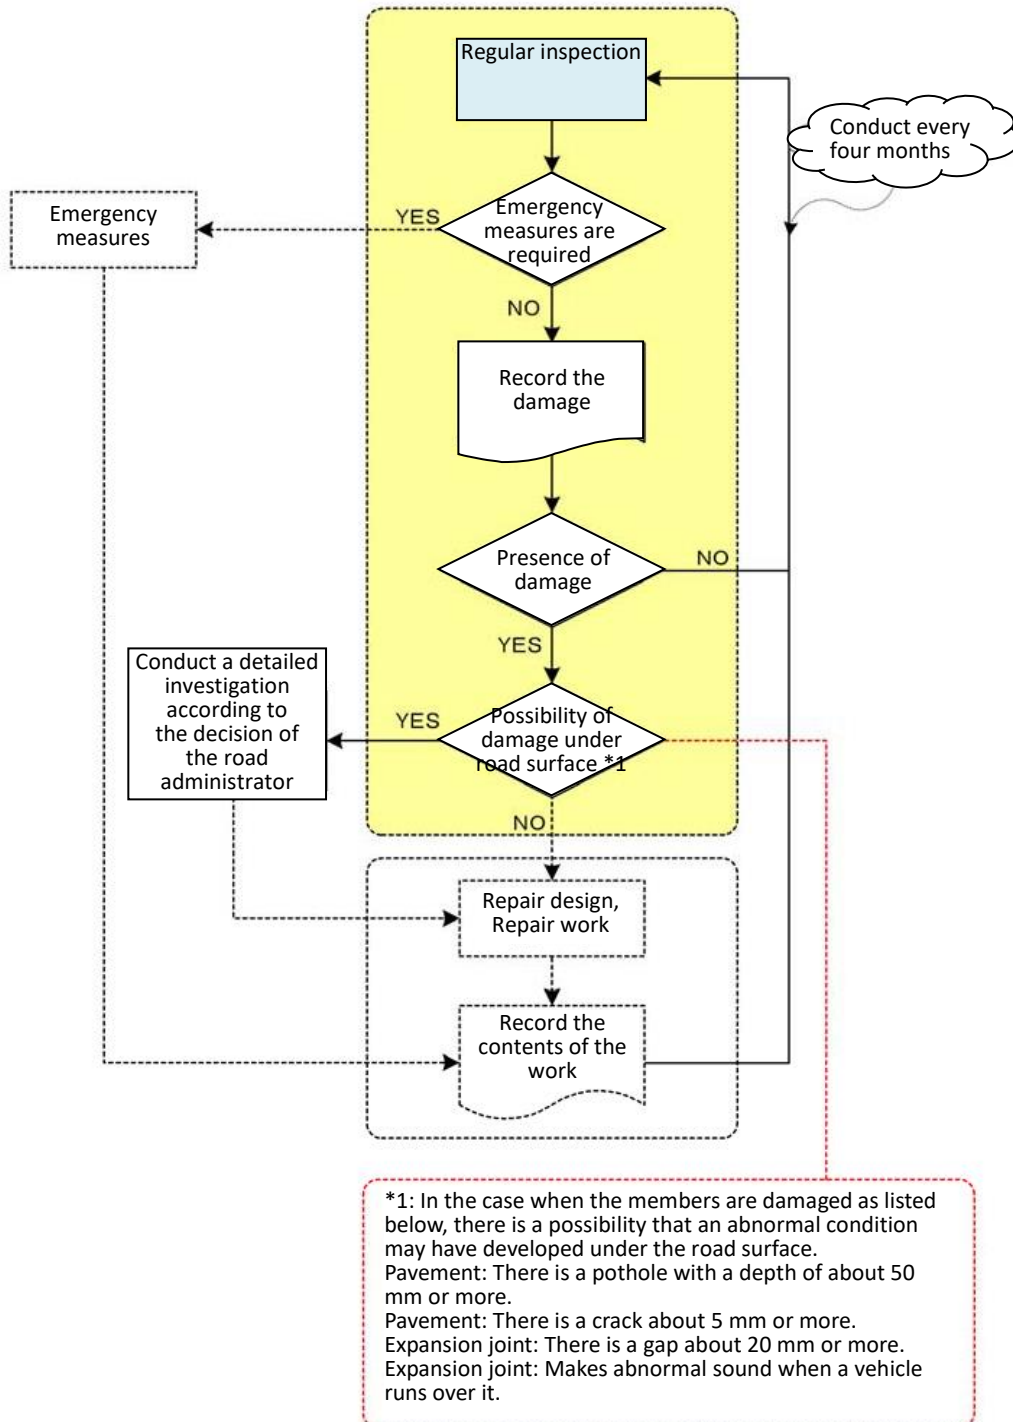 Regular inspection
Conduct every
four months
Emergency
measures
YES
Emergency
measures are
required
NO
Record the
damage
Presence of
damage
NO
YES
Conduct a detailed
investigation
according to
the decision of
the road
administrator
YES
Possibility of
damage under
road surface *1
NO
Repair design,
Repair work
Record the
contents of the
work
*1: In the case when the members are damaged as listed
below, there is a possibility that an abnormal condition
may have developed under the road surface.
Pavement: There is a pothole with a depth of about 50
mm or more.
Pavement: There is a crack about 5 mm or more.
Expansion joint: There is a gap about 20 mm or more.
Expansion joint: Makes abnormal sound when a vehicle
runs over it.